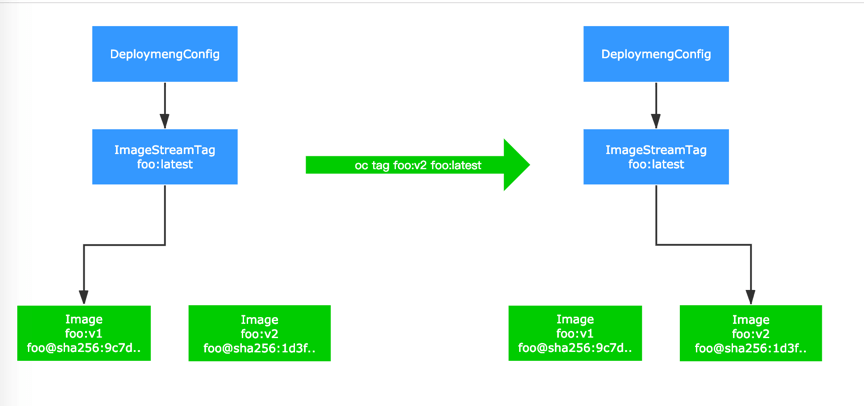 DeploymengConfig
ImageStreamTag
foo:latest
Image
foo:v1
foo@sha256:9c7d..
Image
foo:v2
foo@sha256:1d3f..
oc tag foo:v2 foo:latest
DeploymengConfig
ImageStreamTag
foo:latest
Image
foo:v1
foo@sha256:9c7d..
Image
foo:v2
foo@sha256:1d3f..